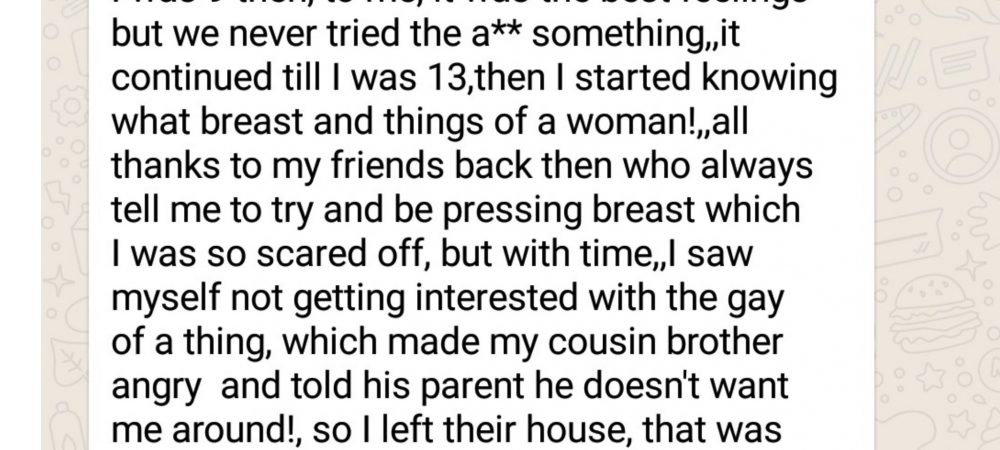 but we never tried the a** something,,it
continued till I was 13,then I started knowing
what breast and things of a woman!,,all
thanks to my friends back then who always
tell me to try and be pressing breast which
I was so scared off, but with time,,I saw
myself not getting interested with the gay
of a thing, which made my cousin brother
angry  and told his parent he doesn't want
me around!, so I left their house, that was